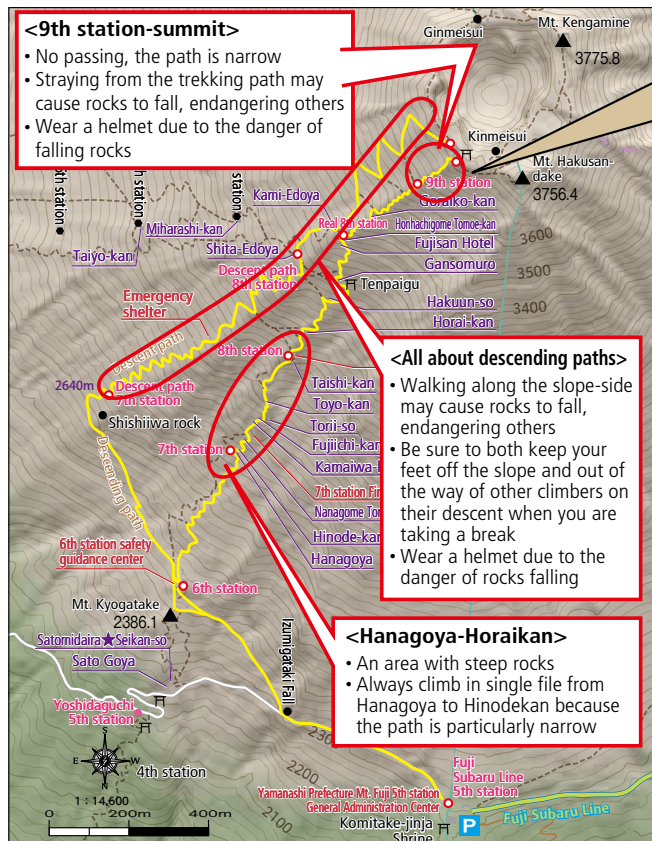 <9th station-summit>
• No passing, the path is narrow
• Straying from the trekking path may
cause rocks to fall, endangering others
• Wear a helmet due to the danger of
falling rocks
Ginmeisui
Mt. Kengamine
3775.8
Kinmeisui
Mt. Hakusan-
dake
3756.4
9th station
Goraiko-kan
Real 8th station
Honhachigome Tomoe-kan
Fujisan Hotel
Gansomuro
3600
3500
3400
Tenpaigu
Hakuun-so
Horai-kan
station
station
station
Kami-Edoya
Miharashi-kan
Taiyo-kan
Shita-Edoya
Descent path
8th station
Emergency
shelter
Descent path
8th station
2640m
Descent path
7th station
Shishiiwa rock
Descending path
Taishi-kan
Toyo-kan
Torii-so
Fujiichi-kan
Kamaiwa-
7th station
7th station
Nanagome
Hinode-kan
Hanagoya
<All about descending paths>
• Walking along the slope-side
may cause rocks to fall,
endangering others
• Be sure to both keep your
feet off the slope and out of
the way of other climbers on
their descent when you are
taking a break
• Wear a helmet due to the
danger of rocks falling
6th station safety
guidance center
6th station
Mt. Kyogatake
2386.1
Satomidaira★Seikan-so
Sato Goya
Izumigataki Fall
<Hanagoya-Horaikan>
• An area with steep rocks
• Always climb in single file from
Hanagoya to Hinodekan because
the path is particularly narrow
Yoshidaguchi
5th station
S
E
W
N
4th station
1 : 14,600
0
200m
400m
2200
2100
Fuji
Subaru Line
5th station
Yamanashi Prefecture Mt. Fuji 5th station
General Administration Center
Komitake-jinja
Shrine
P
Fuji Subaru Line